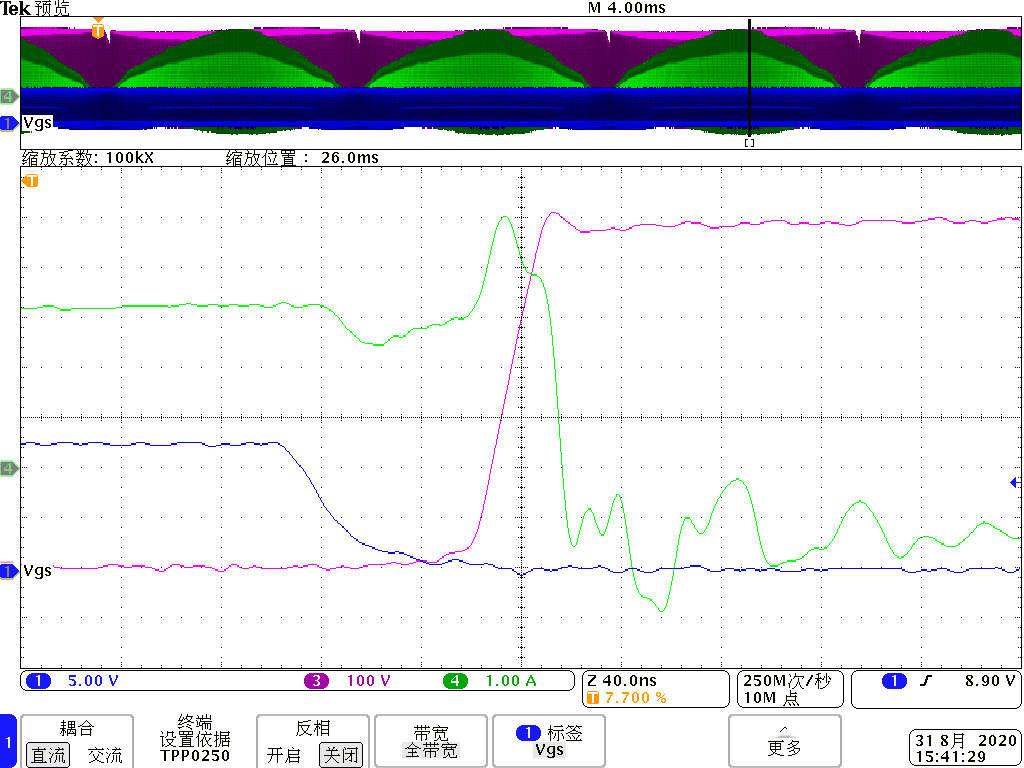 Tek 预览 M 4.00ms
T
4
1 Vgs
缩放系数: 100kX 缩放位置： 26.0ms
T
4
1 Vgs
1 5.00 V 3 100 V 4 1.00 A Z 40.0ns 250M次/秒 1 8.90 V
T 7.700 % 10M 点
1
耦合
直流 交流
终端
设置依据
TPP0250
反相
开启 关闭
带宽
全带宽
1 标签
Vgs
更多
31 8月 2020
15:41:29